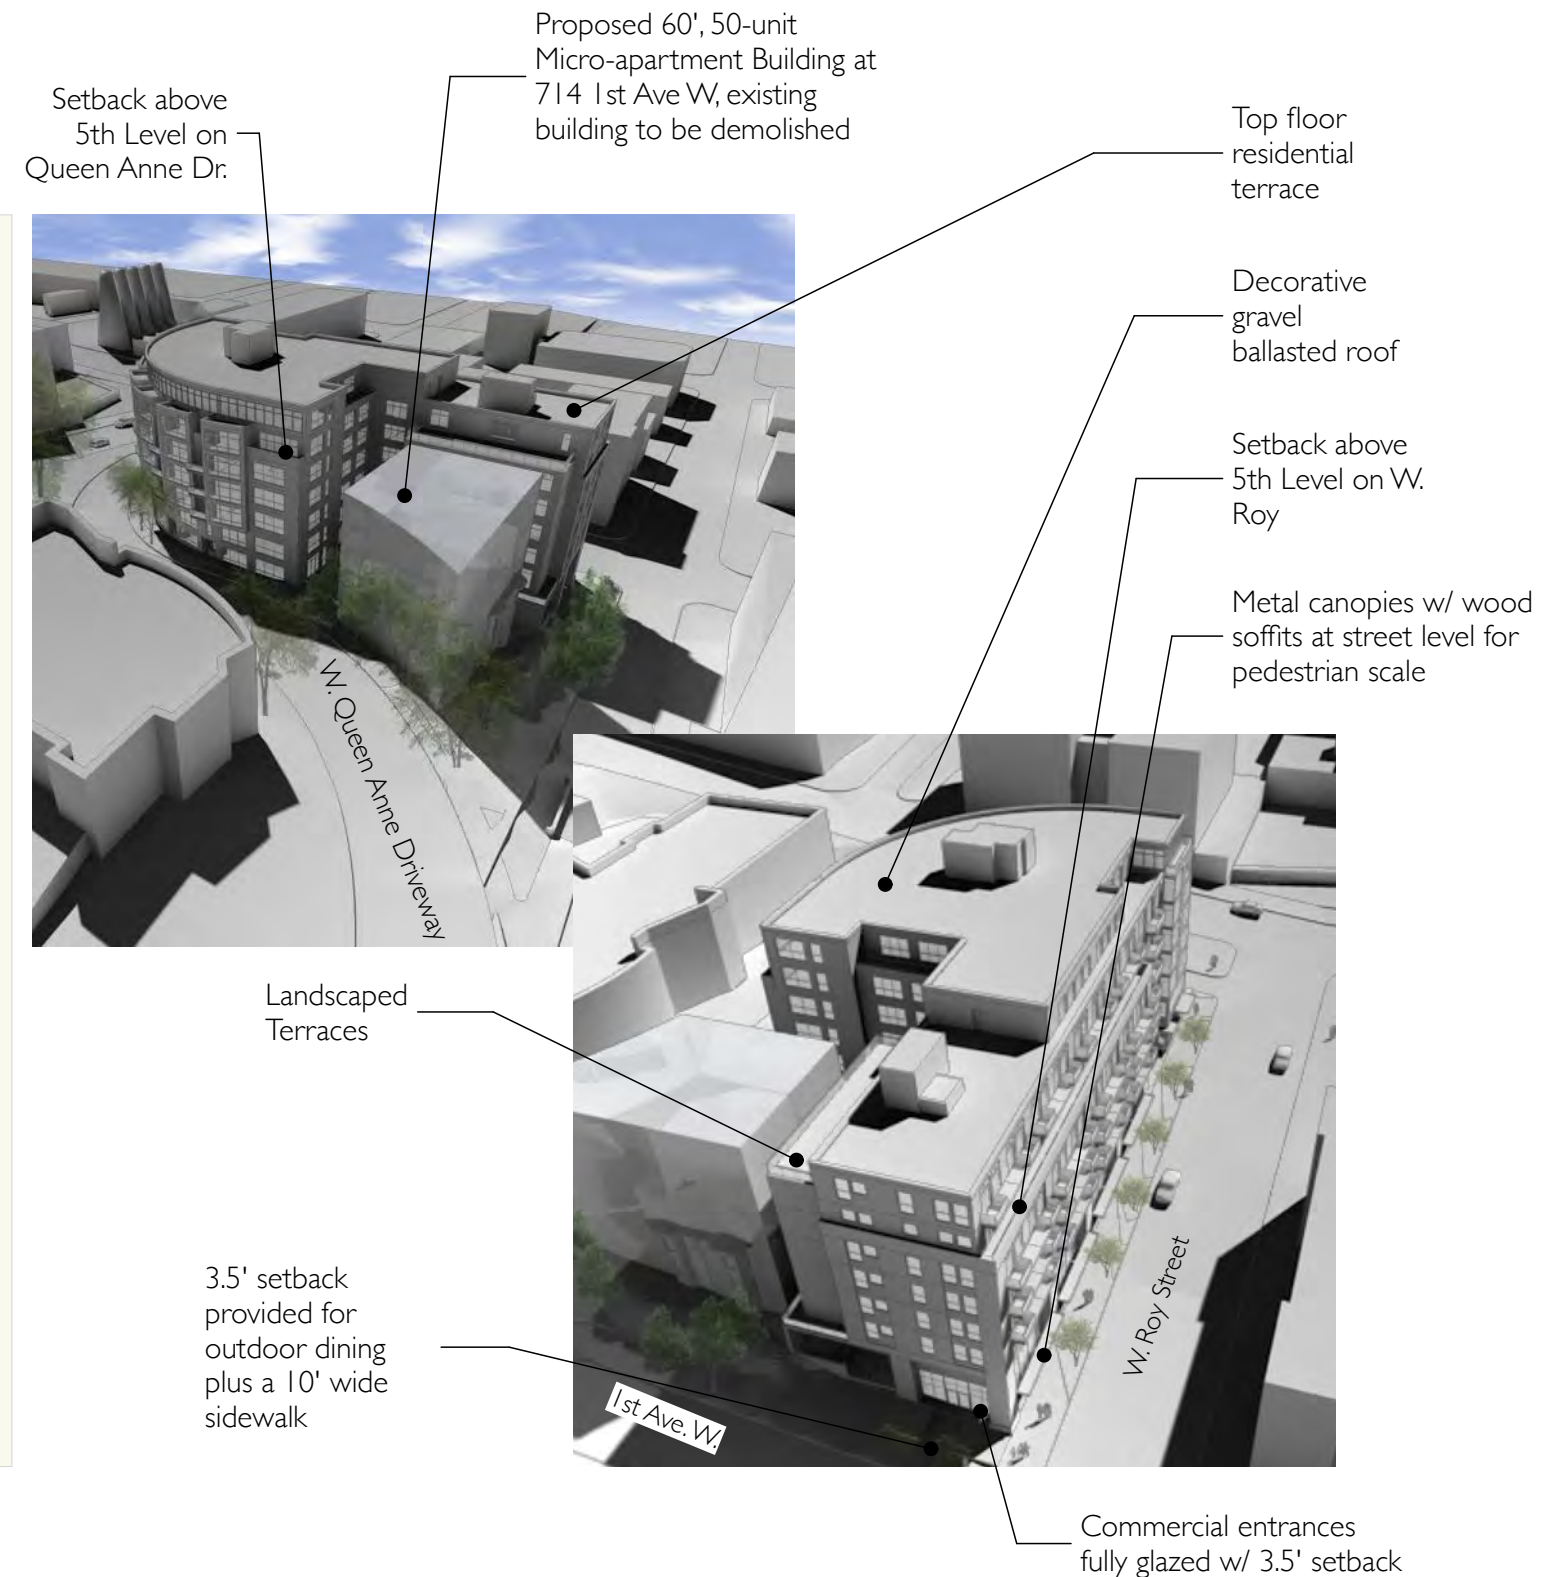 Proposed 60', 50-unit
Micro-apartment Building at
714 1st Ave W, existing
building to be demolished
Setback above
5th Level on
Queen Anne Dr.
Top floor
residential
terrace
Decorative
gravel
ballasted roof
Setback above
5th Level on W.
Roy
Metal canopies w/ wood
soffits at street level for
pedestrian scale
W. Queen Anne Driveway
Landscaped
Terraces
3.5' setback
provided for
outdoor dining
plus a 10' wide
sidewalk
W. Roy Street
1st Ave. W.
Commercial entrances
fully glazed w/ 3.5' setback